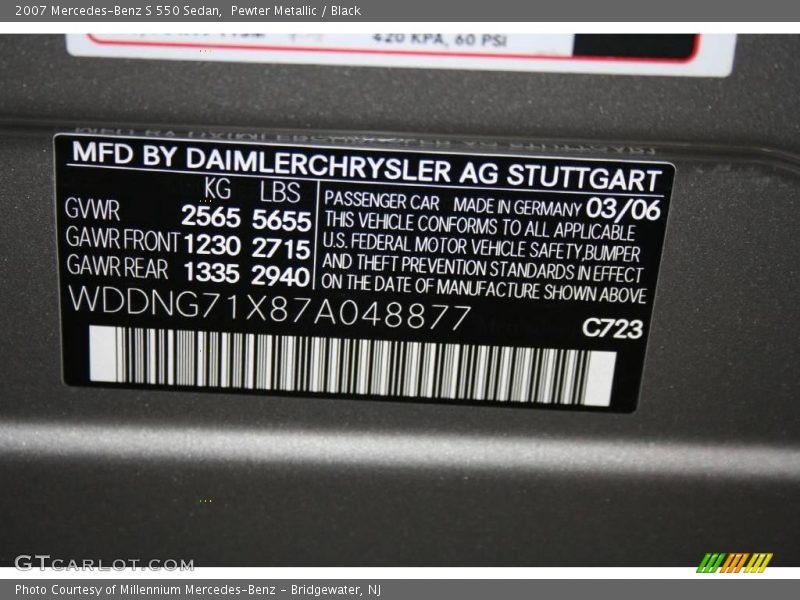 2007 Mercedes-Benz S 550 Sedan, Pewter Metallic / Black
420 KPA, 60 PSI
MFD BY DAIMLERCHRYSLER AG STUTTGART
KG LBS
GVWR 2565 5655
GAWR FRONT 1230 2715
GAWR REAR 1335 2940
PASSENGER CAR MADE IN GERMANY 03/06
THIS VEHICLE CONFORMS TO ALL APPLICABLE
U.S. FEDERAL MOTOR VEHICLE SAFETY,BUMPER
AND THEFT PREVENTION STANDARDS IN EFFECT
ON THE DATE OF MANUFACTURE SHOWN ABOVE
WDDNG71X87A048877
C723
GTCARLOT.COM
Photo Courtesy of Millennium Mercedes-Benz - Bridgewater, NJ